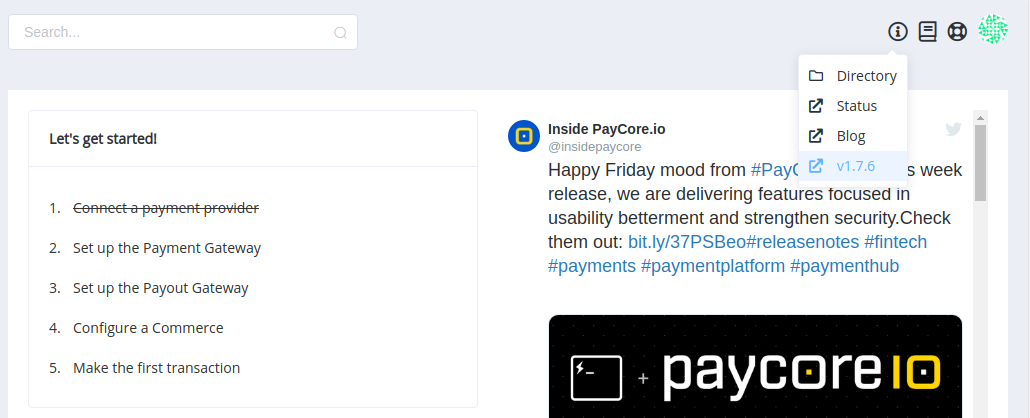 Search...
Directory
Status
Blog
v1.7.6
Let's get started!
1. Connect a payment provider
2. Set up the Payment Gateway
3. Set up the Payout Gateway
4. Configure a Commerce
5. Make the first transaction
Inside PayCore.io
@insidepaycore
Happy Friday mood from #PayC s week
release, we are delivering features focused in
usability betterment and strengthen security.Check
them out: bit.ly/37PSBeo#releasenotes #fintech
#payments #paymentplatform #paymenthub
+ paycore io